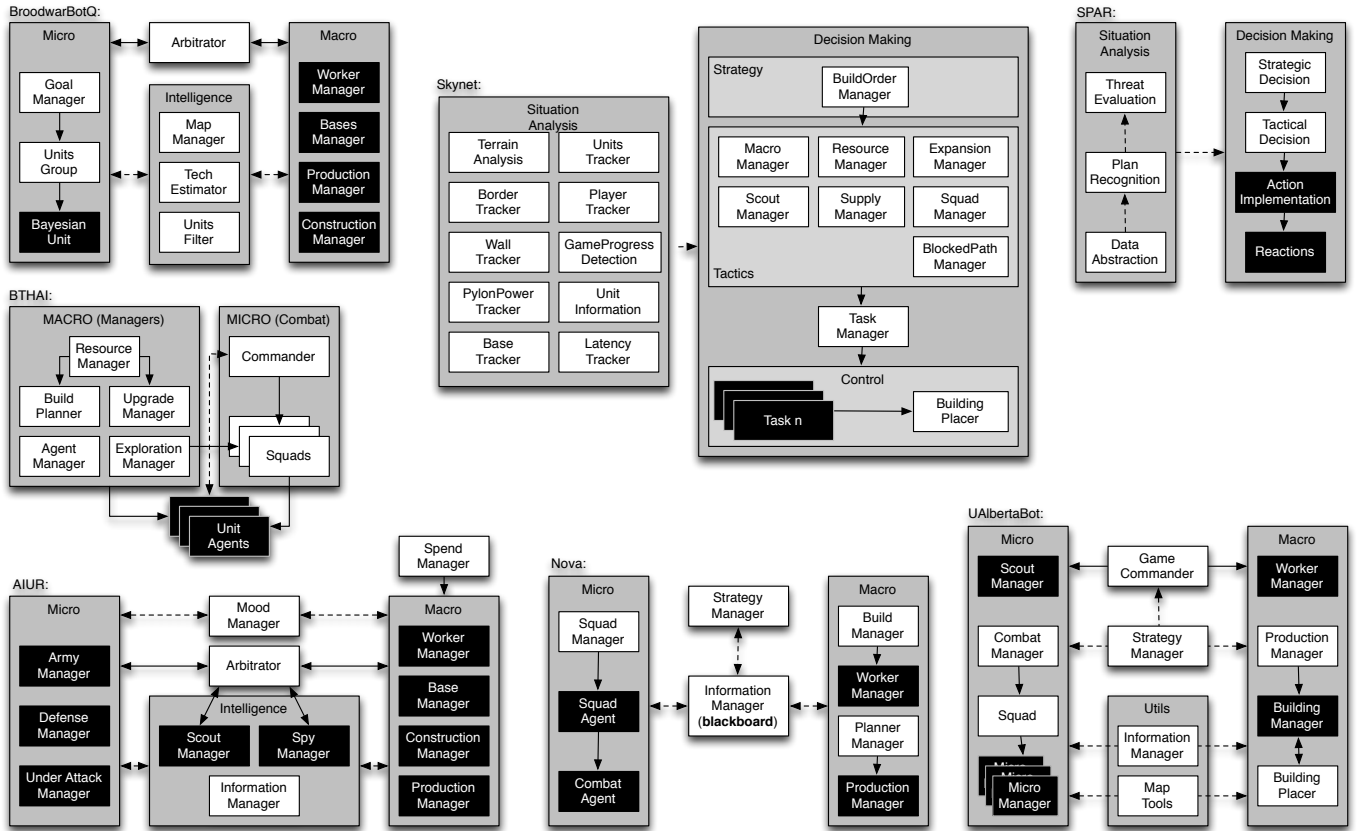 BroodwarBotQ:
Micro
Goal
Manager
Units
Group
Bayesian
Unit
Arbitrator
Intelligence
Map
Manager
Tech
Estimator
Units
Filter
Macro
Worker
Manager
Bases
Manager
Production
Manager
Construction
Manager
Skynet:
Situation
Analysis
Terrain
Analysis
Units
Tracker
Border
Tracker
Player
Tracker
Wall
Tracker
GameProgress
Detection
PylonPower
Tracker
Unit
Information
Base
Tracker
Latency
Tracker
Decision Making
Strategy
BuildOrder
Manager
Macro
Manager
Resource
Manager
Expansion
Manager
Scout
Manager
Supply
Manager
Squad
Manager
BlockedPath
Manager
Tactics
Task
Manager
Control
Task n
Building
Placer
SPAR:
Situation
Analysis
Threat
Evaluation
Plan
Recognition
Data
Abstraction
Decision Making
Strategic
Decision
Tactical
Decision
Action
Implementation
Reactions
BTHAI:
MACRO (Managers)
Resource
Manager
Build
Planner
Upgrade
Manager
Agent
Manager
Exploration
Manager
MICRO (Combat)
Commander
Squads
Unit
Agents
AIUR:
Micro
Army
Manager
Defense
Manager
Under Attack
Manager
Mood
Manager
Arbitrator
Intelligence
Scout
Manager
Spy
Manager
Information
Manager
Spend
Manager
Macro
Worker
Manager
Base
Manager
Construction
Manager
Production
Manager
Nova:
Micro
Squad
Manager
Squad
Agent
Combat
Agent
Strategy
Manager
Information
Manager
(blackboard)
Macro
Build
Manager
Worker
Manager
Planner
Manager
Production
Manager
UAlbertaBot:
Micro
Scout
Manager
Combat
Manager
Squad
Micro
Micro
Micro
Manager
Game
Commander
Strategy
Manager
Utils
Information
Manager
Map
Tools
Macro
Worker
Manager
Production
Manager
Building
Manager
Building
Placer